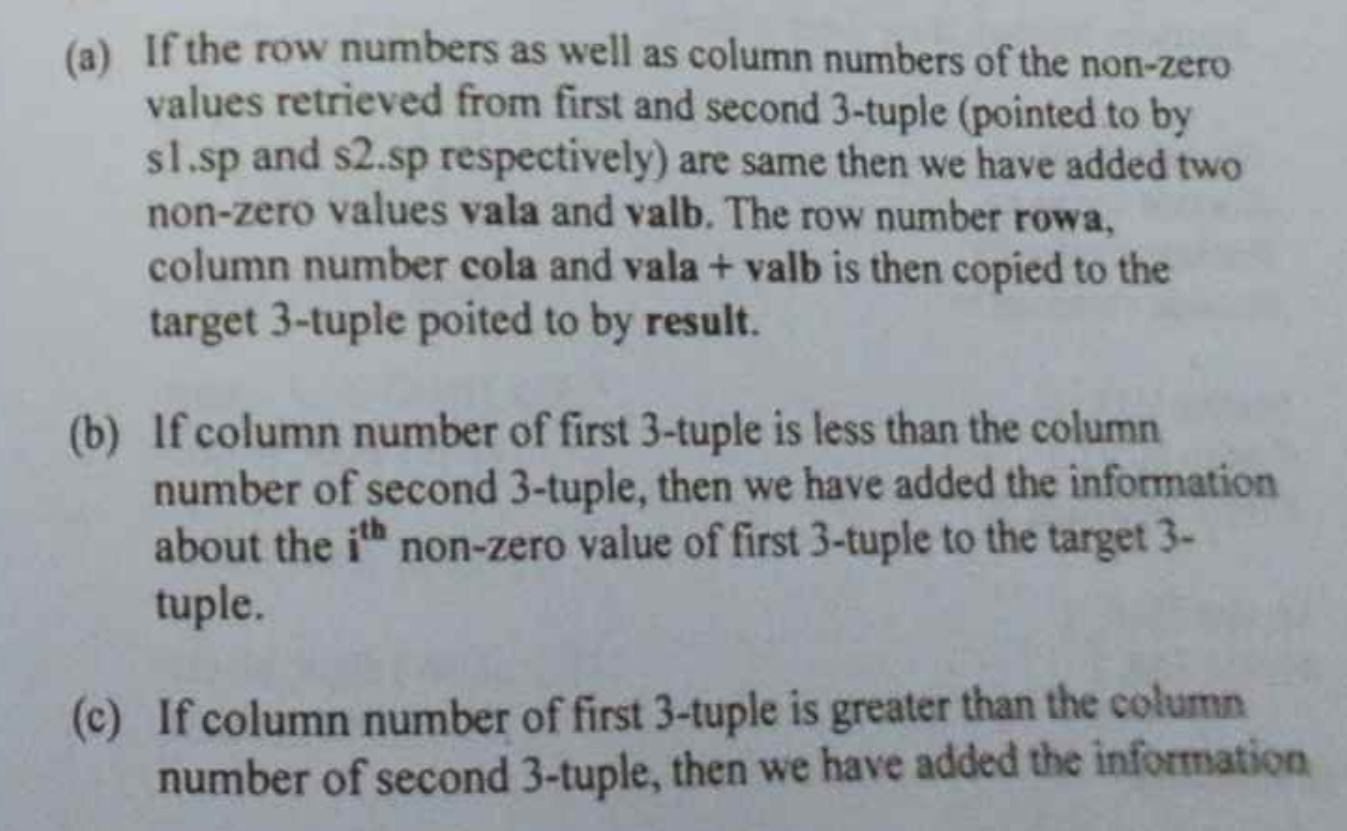 (a) If the row numbers as well as column numbers of the non-zero
values retrieved from first and second 3-tuple (pointed to by
s1.sp and s2.sp respectively) are same then we have added two
non-zero values vala and valb. The row number rowa,
column number cola and vala + valb is then copied to the
target 3-tuple poited to by result.
(b) If column number of first 3-tuple is less than the column
number of second 3-tuple, then we have added the information
about the ith non-zero value of first 3-tuple to the target 3-
tuple.
(c) If column number of first 3-tuple is greater than the column
number of second 3-tuple, then we have added the information